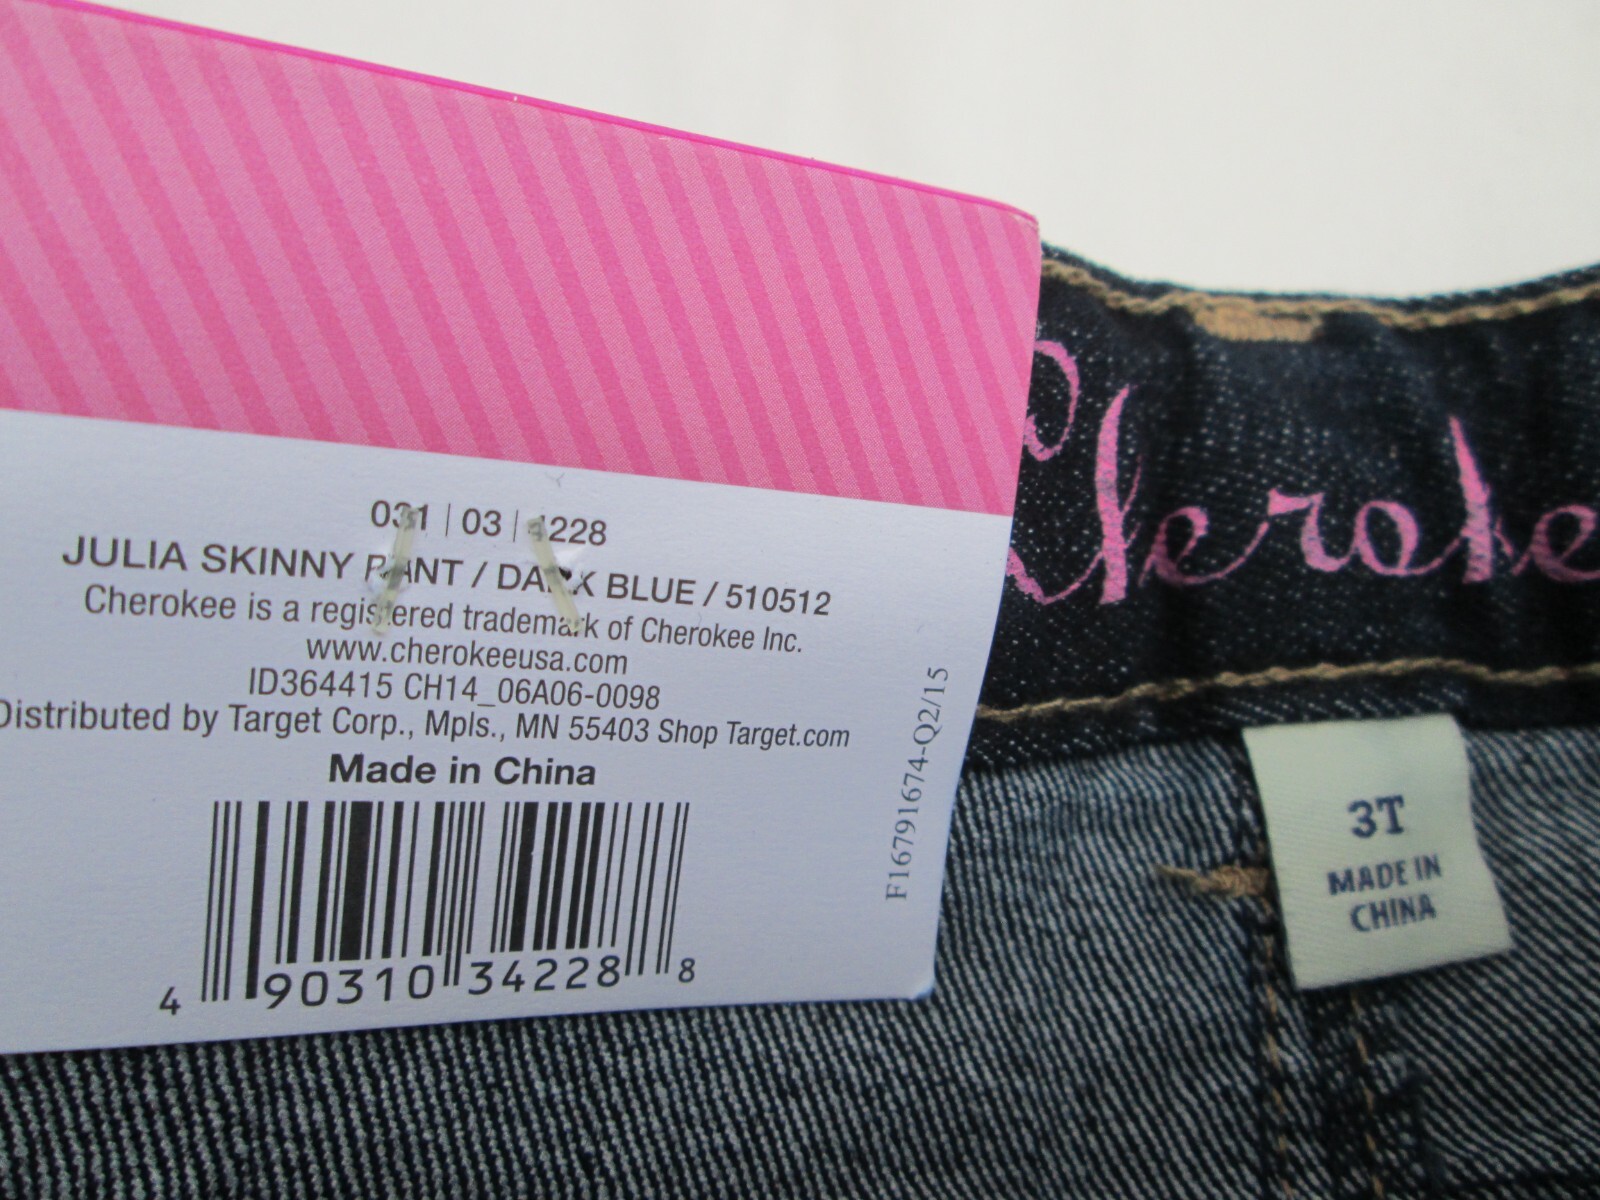 031 | 03 | 4228
JULIA SKINNY PANT / DARK BLUE / 510512
Cherokee is a registered trademark of Cherokee Inc.
www.cherokeeusa.com
ID364415 CH14_06A06-0098
Distributed by Target Corp., Mpls., MN 55403 Shop Target.com
Made in China
4 90310 34228 8
F16791674-Q2/15
Cheroke
3T
MADE IN
CHINA